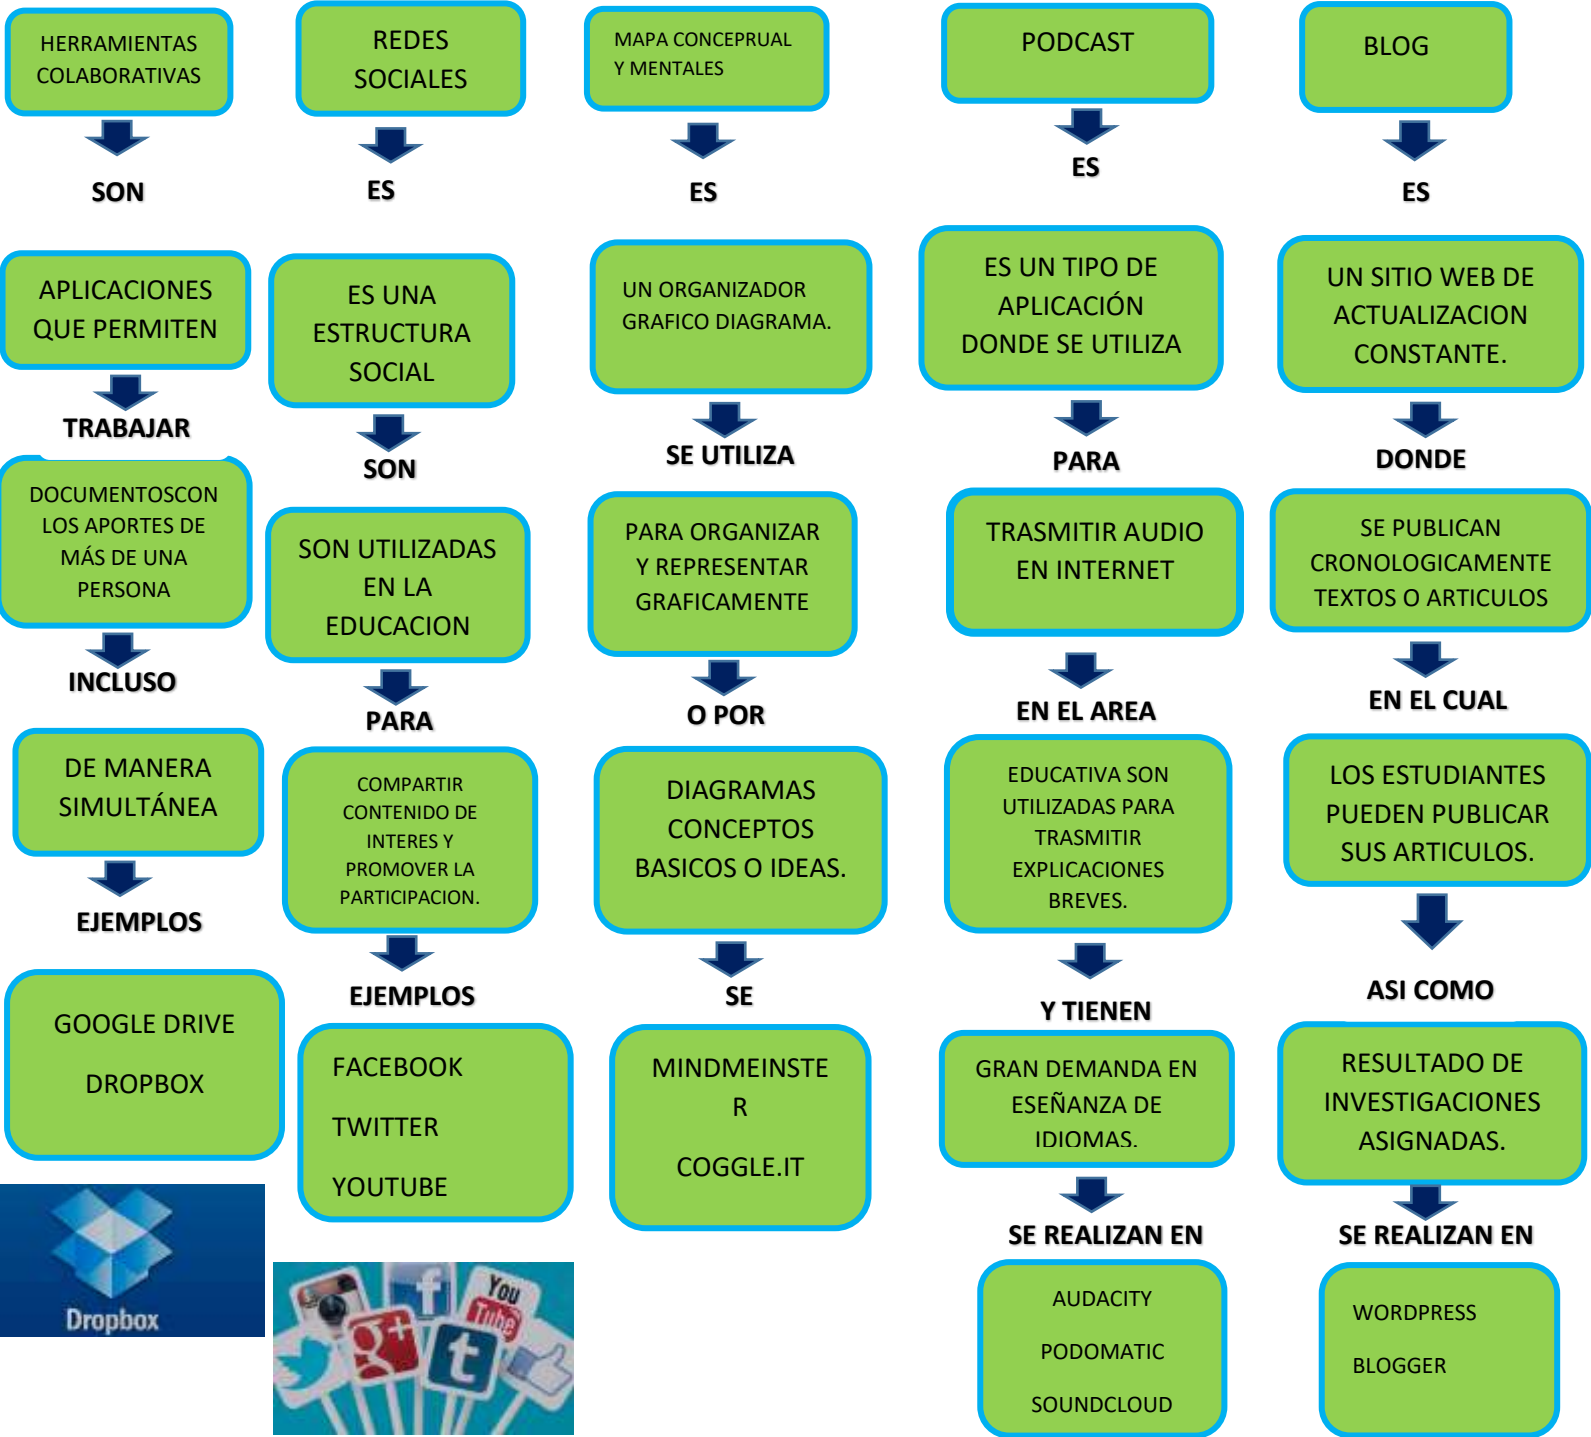 HERRAMIENTAS
COLABORATIVAS
SON
APLICACIONES
QUE PERMITEN
TRABAJAR
DOCUMENTOSCON
LOS APORTES DE
MÁS DE UNA
PERSONA
INCLUSO
DE MANERA
SIMULTÁNEA
EJEMPLOS
GOOGLE DRIVE
DROPBOX
Dropbox
REDES
SOCIALES
ES
ES UNA
ESTRUCTURA
SOCIAL
SON
SON UTILIZADAS
EN LA
EDUCACION
PARA
COMPARTIR
CONTENIDO DE
INTERES Y
PROMOVER LA
PARTICIPACION.
EJEMPLOS
FACEBOOK
TWITTER
YOUTUBE
f
You
Tube
g+
t
MAPA CONCEPRUAL
Y MENTALES
ES
UN ORGANIZADOR
GRAFICO DIAGRAMA.
SE UTILIZA
PARA ORGANIZAR
Y REPRESENTAR
GRAFICAMENTE
O POR
DIAGRAMAS
CONCEPTOS
BASICOS O IDEAS.
SE
MINDMEINSTE
R
COGGLE.IT
PODCAST
ES
ES UN TIPO DE
APLICACIÓN
DONDE SE UTILIZA
PARA
TRASMITIR AUDIO
EN INTERNET
EN EL AREA
EDUCATIVA SON
UTILIZADAS PARA
TRASMITIR
EXPLICACIONES
BREVES.
Y TIENEN
GRAN DEMANDA EN
ESEÑANZA DE
IDIOMAS.
SE REALIZAN EN
AUDACITY
PODOMATIC
SOUNDCLOUD
BLOG
ES
UN SITIO WEB DE
ACTUALIZACION
CONSTANTE.
DONDE
SE PUBLICAN
CRONOLOGICAMENTE
TEXTOS O ARTICULOS
EN EL CUAL
LOS ESTUDIANTES
PUEDEN PUBLICAR
SUS ARTICULOS.
ASI COMO
RESULTADO DE
INVESTIGACIONES
ASIGNADAS.
SE REALIZAN EN
WORDPRESS
BLOGGER